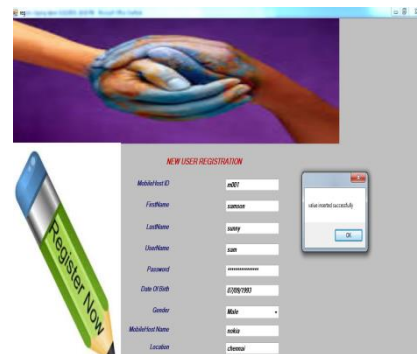 NEW USER REGISTRATION
MobileHost ID m001
FirstName samson
LastName sunny
UserName sam
Password **************
Date Of Birth 07/09/1993
Gender Male
MobileHost Name nokia
Location chennai
value inserted successfully
OK
Register Now